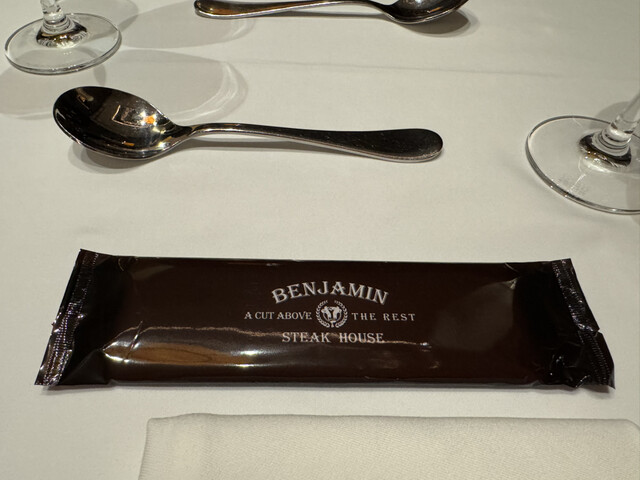 BENJAMIN
A CUT ABOVE THE REST
STEAK HOUSE